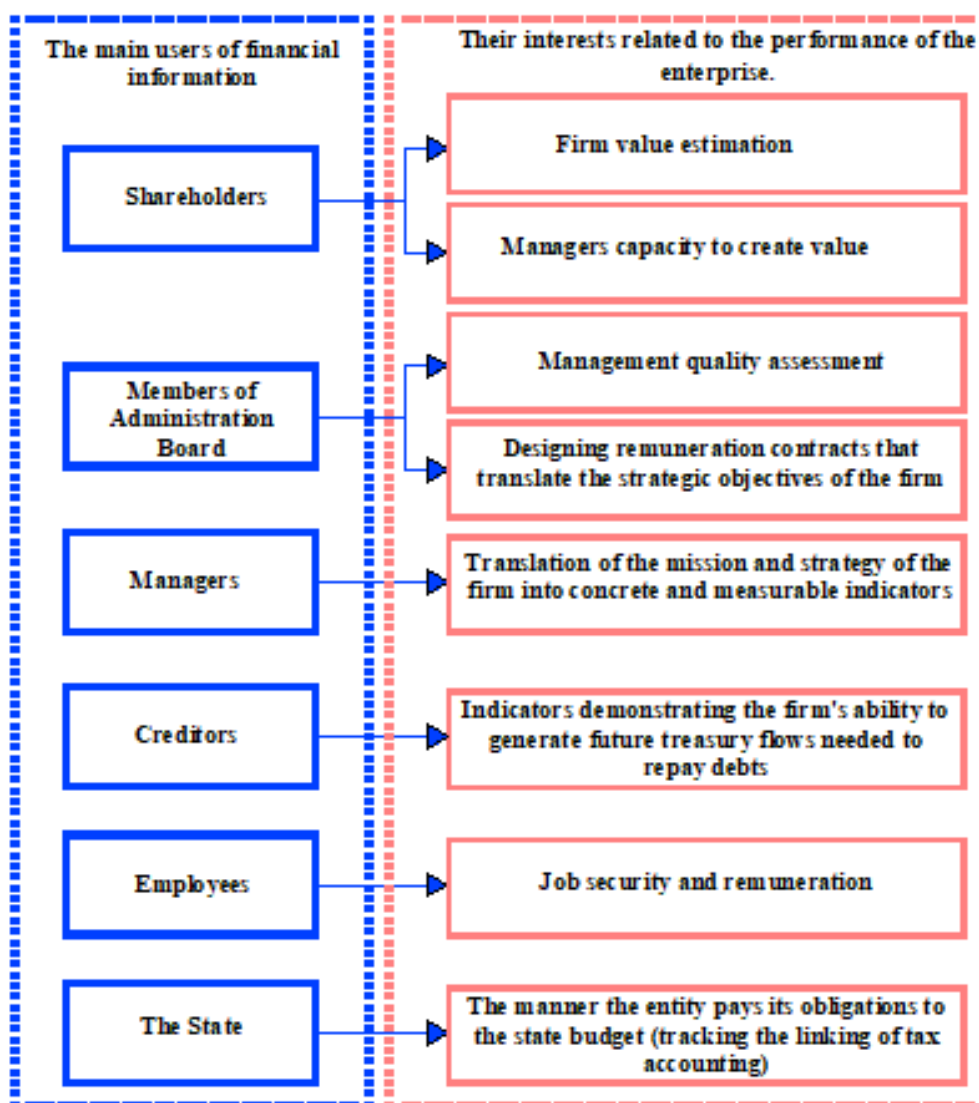 The main users of financial
information
Their interests related to the performance of the
enterprise.
Shareholders
Firm value estimation
Managers capacity to create value
Members of
Administration
Board
Management quality assessment
Designing remuneration contracts that
translate the strategic objectives of the firm
Managers
Translation of the mission and strategy of the
firm into concrete and measurable indicators
Creditors
Indicators demonstrating the firm's ability to
generate future treasury flows needed to
repay debts
Employees
Job security and remuneration
The State
The manner the entity pays its obligations to
the state budget (tracking the linking of tax
accounting)